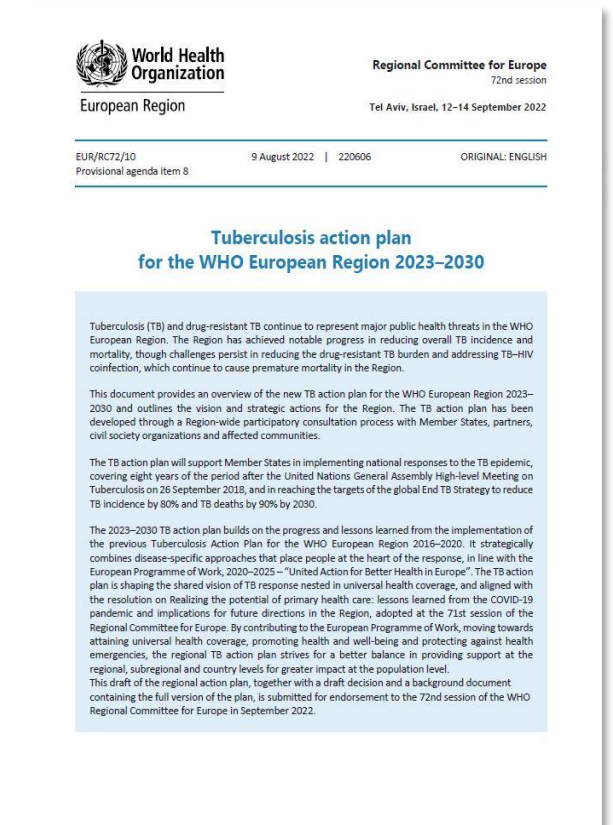 World Health
Organization
European Region
Regional Committee for Europe
72nd session
Tel Aviv, Israel, 12–14 September 2022
EUR/RC72/10
Provisional agenda item 8
9 August 2022 | 220606
ORIGINAL: ENGLISH
Tuberculosis action plan
for the WHO European Region 2023–2030
Tuberculosis (TB) and drug-resistant TB continue to represent major public health threats in the WHO
European Region. The Region has achieved notable progress in reducing overall TB incidence and
mortality, though challenges persist in reducing the drug-resistant TB burden and addressing TB–HIV
coinfection, which continue to cause premature mortality in the Region.
This document provides an overview of the new TB action plan for the WHO European Region 2023–
2030 and outlines the vision and strategic actions for the Region. The TB action plan has been
developed through a Region-wide participatory consultation process with Member States, partners,
civil society organizations and affected communities.
The TB action plan will support Member States in implementing national responses to the TB epidemic,
covering eight years of the period after the United Nations General Assembly High-level Meeting on
Tuberculosis on 26 September 2018, and in reaching the targets of the global End TB Strategy to reduce
TB incidence by 80% and TB deaths by 90% by 2030.
The 2023–2030 TB action plan builds on the progress and lessons learned from the implementation of
the previous Tuberculosis Action Plan for the WHO European Region 2016–2020. It strategically
combines disease-specific approaches that place people at the heart of the response, in line with the
European Programme of Work, 2020–2025 – “United Action for Better Health in Europe”. The TB action
plan is shaping the shared vision of TB response nested in universal health coverage, and aligned with
the resolution on Realizing the potential of primary health care: lessons learned from the COVID-19
pandemic and implications for future directions in the Region, adopted at the 71st session of the
Regional Committee for Europe. By contributing to the European Programme of Work, moving towards
attaining universal health coverage, promoting health and well-being and protecting against health
emergencies, the regional TB action plan strives for a better balance in providing support at the
regional, subregional and country levels for greater impact at the population level.
This draft of the regional action plan, together with a draft decision and a background document
containing the full version of the plan, is submitted for endorsement to the 72nd session of the WHO
Regional Committee for Europe in September 2022.